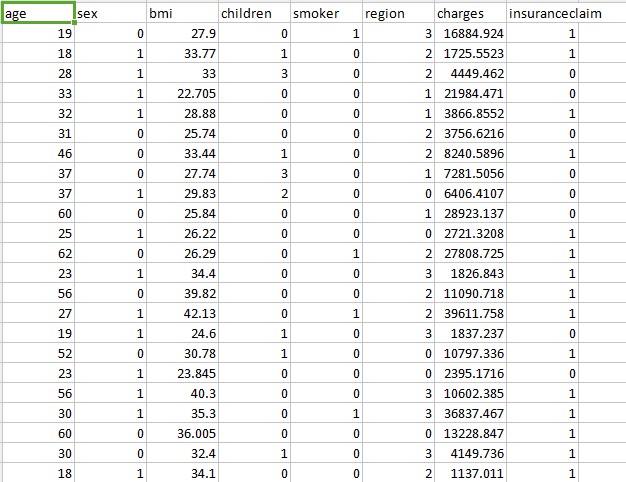 age sex bmi children smoker region charges insuranceclaim
19 0 27.9 0 1 3 16884.924 1
18 1 33.77 1 0 2 1725.5523 1
28 1 33 3 0 2 4449.462 0
33 1 22.705 0 0 1 21984.471 0
32 1 28.88 0 0 1 3866.8552 1
31 0 25.74 0 0 2 3756.6216 0
46 0 33.44 1 0 2 8240.5896 1
37 0 27.74 3 0 1 7281.5056 0
37 1 29.83 2 0 0 6406.4107 0
60 0 25.84 0 0 1 28923.137 0
25 1 26.22 0 0 0 2721.3208 1
62 0 26.29 0 1 2 27808.725 1
23 1 34.4 0 0 3 1826.843 1
56 0 39.82 0 0 2 11090.718 1
27 1 42.13 0 1 2 39611.758 1
19 1 24.6 1 0 3 1837.237 0
52 0 30.78 1 0 0 10797.336 1
23 1 23.845 0 0 0 2395.1716 0
56 1 40.3 0 0 3 10602.385 1
30 1 35.3 0 1 3 36837.467 1
60 0 36.005 0 0 0 13228.847 1
30 0 32.4 1 0 3 4149.736 1
18 1 34.1 0 0 2 1137.011 1